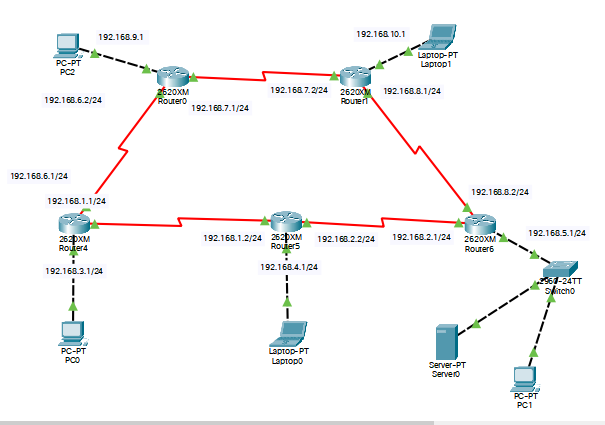 192.168.9.1
192.168.10.1
PC-PT
PC2
Laptop-PT
Laptop1
2620XM
Router0
2620XM
Router1
192.168.6.2/24
192.168.7.1/24
192.168.7.2/24
192.168.8.1/24
192.168.6.1/24
192.168.1.1/24
192.168.8.2/24
2620XM
Router4
192.168.1.2/24
2620XM
Router5
192.168.2.2/24
192.168.2.1/24
2620XM
Router6
192.168.5.1/24
192.168.3.1/24
192.168.4.1/24
2960-24TT
Switch0
PC-PT
PC0
Laptop-PT
Laptop0
Server-PT
Server0
PC-PT
PC1